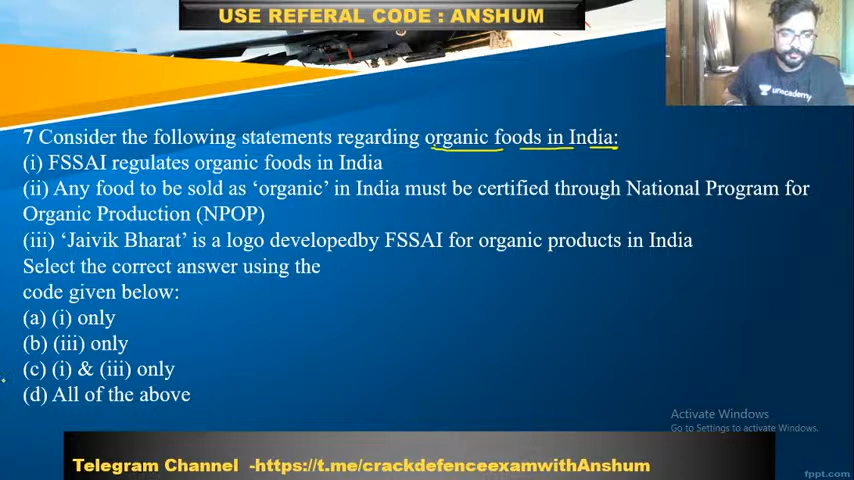 USE REFERAL CODE : ANSHUM
unacademy
7 Consider the following statements regarding organic foods in India:
(i) FSSAI regulates organic foods in India
(ii) Any food to be sold as ‘organic’ in India must be certified through National Program for
Organic Production (NPOP)
(iii) ‘Jaivik Bharat’ is a logo developedby FSSAI for organic products in India
Select the correct answer using the
code given below:
(a) (i) only
(b) (iii) only
(c) (i) & (iii) only
(d) All of the above
Activate Windows
Go to Settings to activate Windows.
Telegram Channel -https://t.me/crackdefenceexamwithAnshum
fppt.com